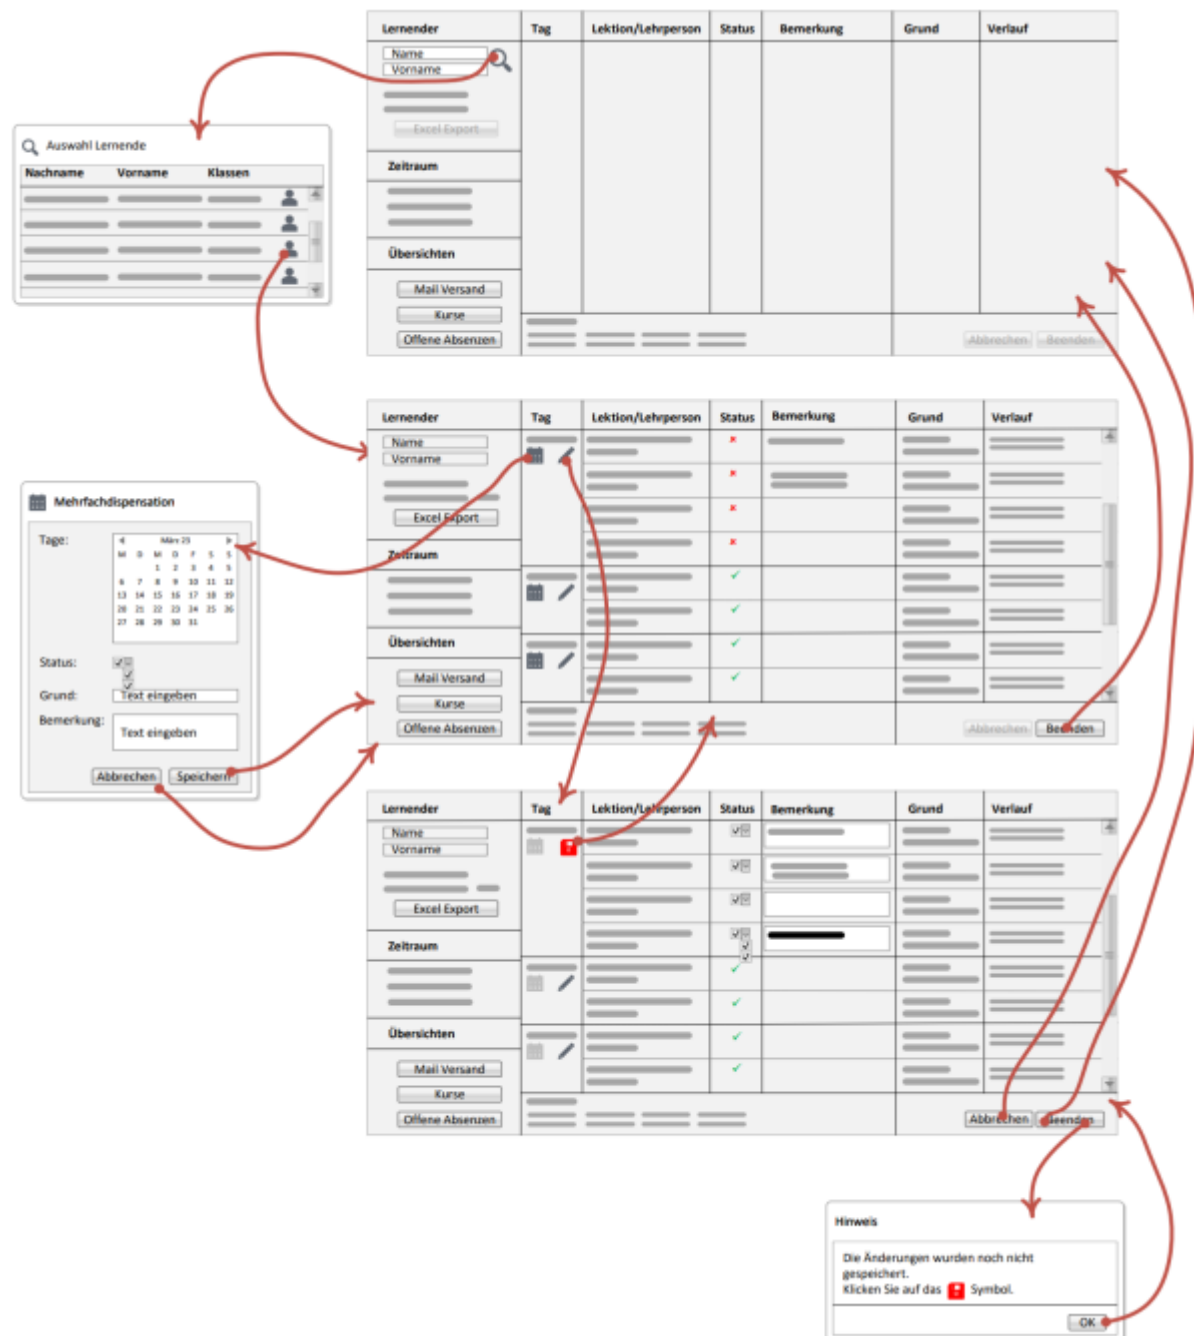 Lernender Tag Lektion/Lehrperson Status Bemerkung Grund Verlauf
Name
Vorname
Excel Export
Zeitraum
Übersichten
Mail Versand
Kurse
Offene Absenzen
Abbrechen Beenden
Auswahl Lernende
Nachname Vorname Klassen
Lernender Tag Lektion/Lehrperson Status Bemerkung Grund Verlauf
Name
Vorname
Excel Export
Zeitraum
Übersichten
Mail Versand
Kurse
Offene Absenzen
Abbrechen Beenden
Mehrfachdispensation
Tage:
März 23
M D M D F S S
1 2 3 4 5
6 7 8 9 10 11 12
13 14 15 16 17 18 19
20 21 22 23 24 25 26
27 28 29 30 31
Status:
Grund: Text eingeben
Bemerkung:
Text eingeben
Abbrechen Speichern
Lernender Tag Lektion/Lehrperson Status Bemerkung Grund Verlauf
Name
Vorname
Excel Export
Zeitraum
Übersichten
Mail Versand
Kurse
Offene Absenzen
Abbrechen Beenden
Hinweis
Die Änderungen wurden noch nicht
gespeichert.
Klicken Sie auf das Symbol.
OK